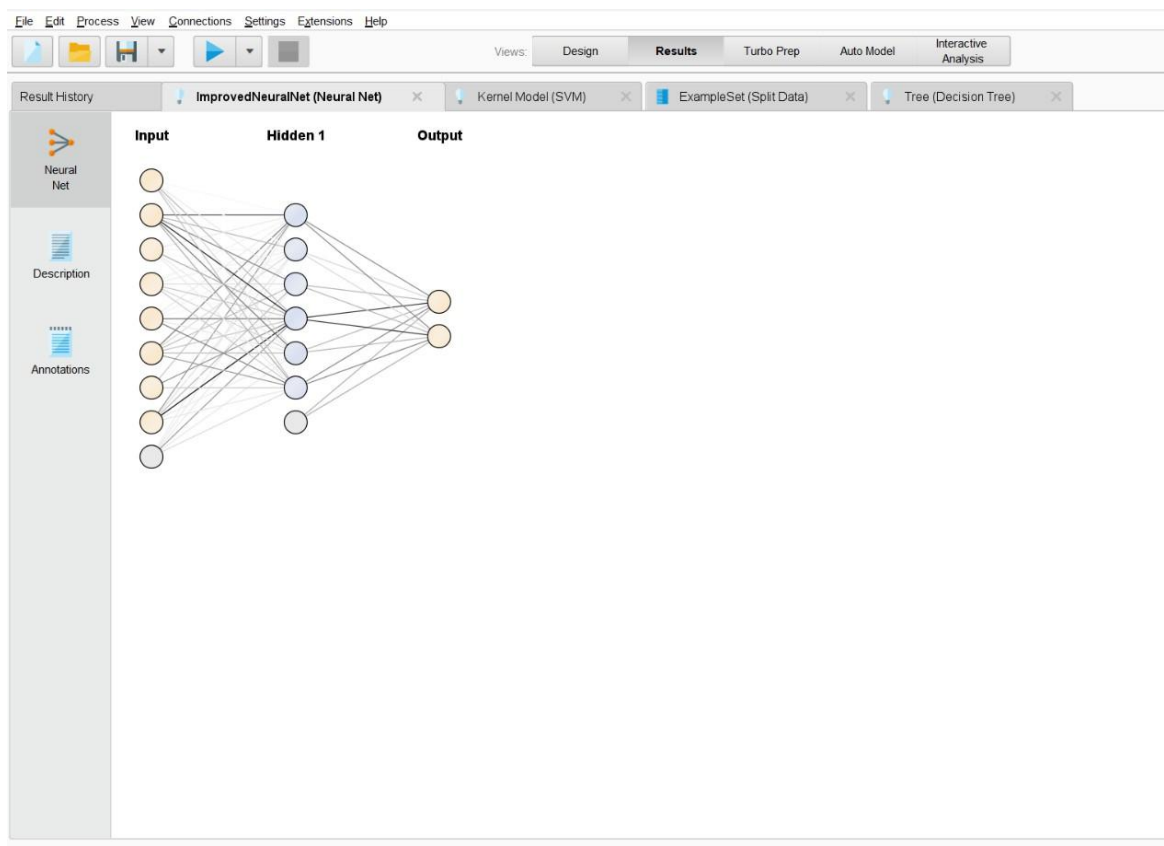 File Edit Process View Connections Settings Extensions Help
Views: Design Results Turbo Prep Auto Model Interactive Analysis
Result History ImprovedNeuralNet (Neural Net) Kernel Model (SVM) ExampleSet (Split Data) Tree (Decision Tree)
Input Hidden 1 Output
Neural
Net
Description
Annotations